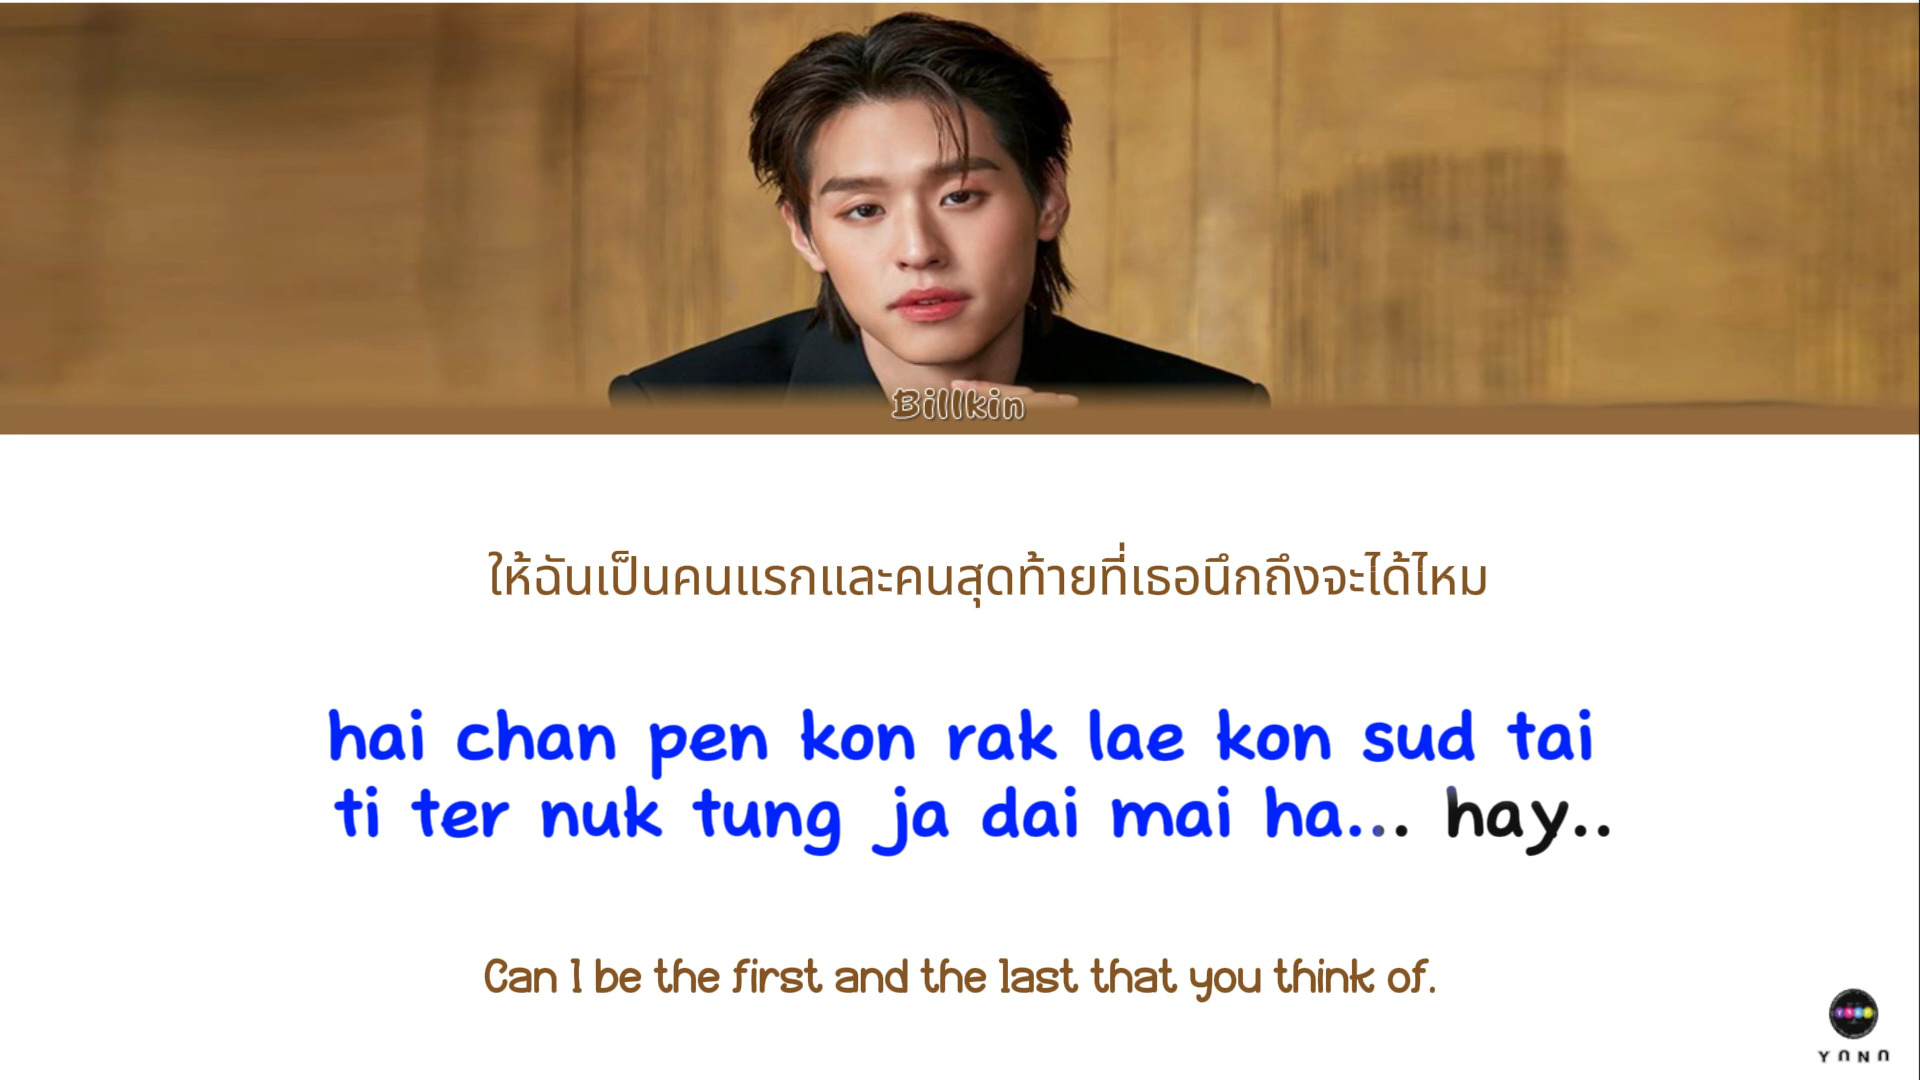 Billkin
ให้ฉันเป็นคนแรกและคนสุดท้ายที่เธอนึกถึงจะได้ไหม
hai chan pen kon rak lae kon sud tai
ti ter nuk tung ja dai mai ha... hay..
Can I be the first and the last that you think of.
YANA